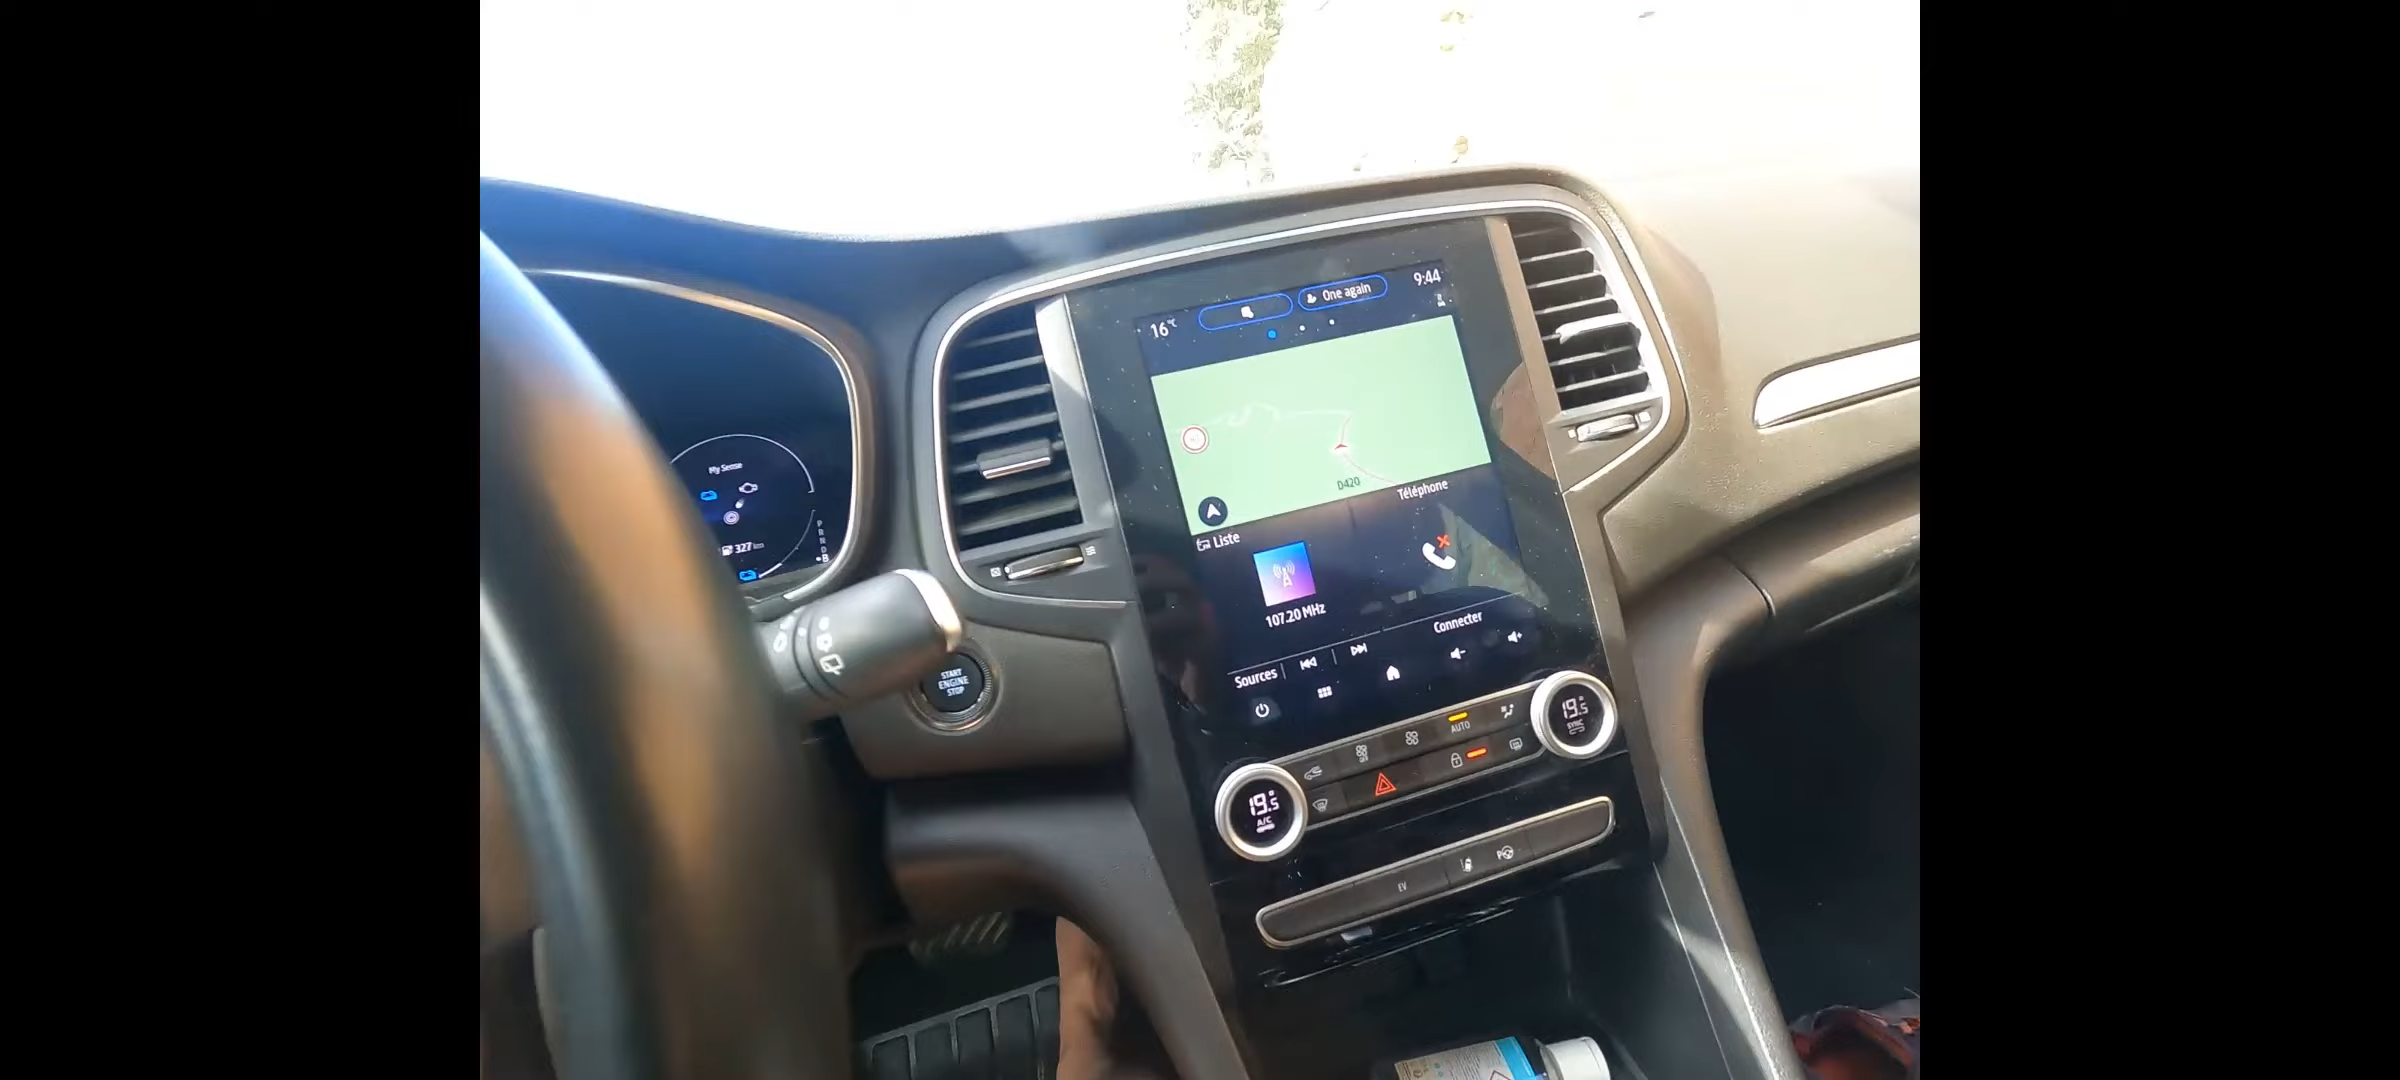 16°C
One again
9:44
D420
Téléphone
Liste
107.20 MHz
Connecter
Sources
My Sense
327 km
P
R
N
D
B
START
ENGINE
STOP
AUTO
19.5
SYNC
19.5
A/C
EV